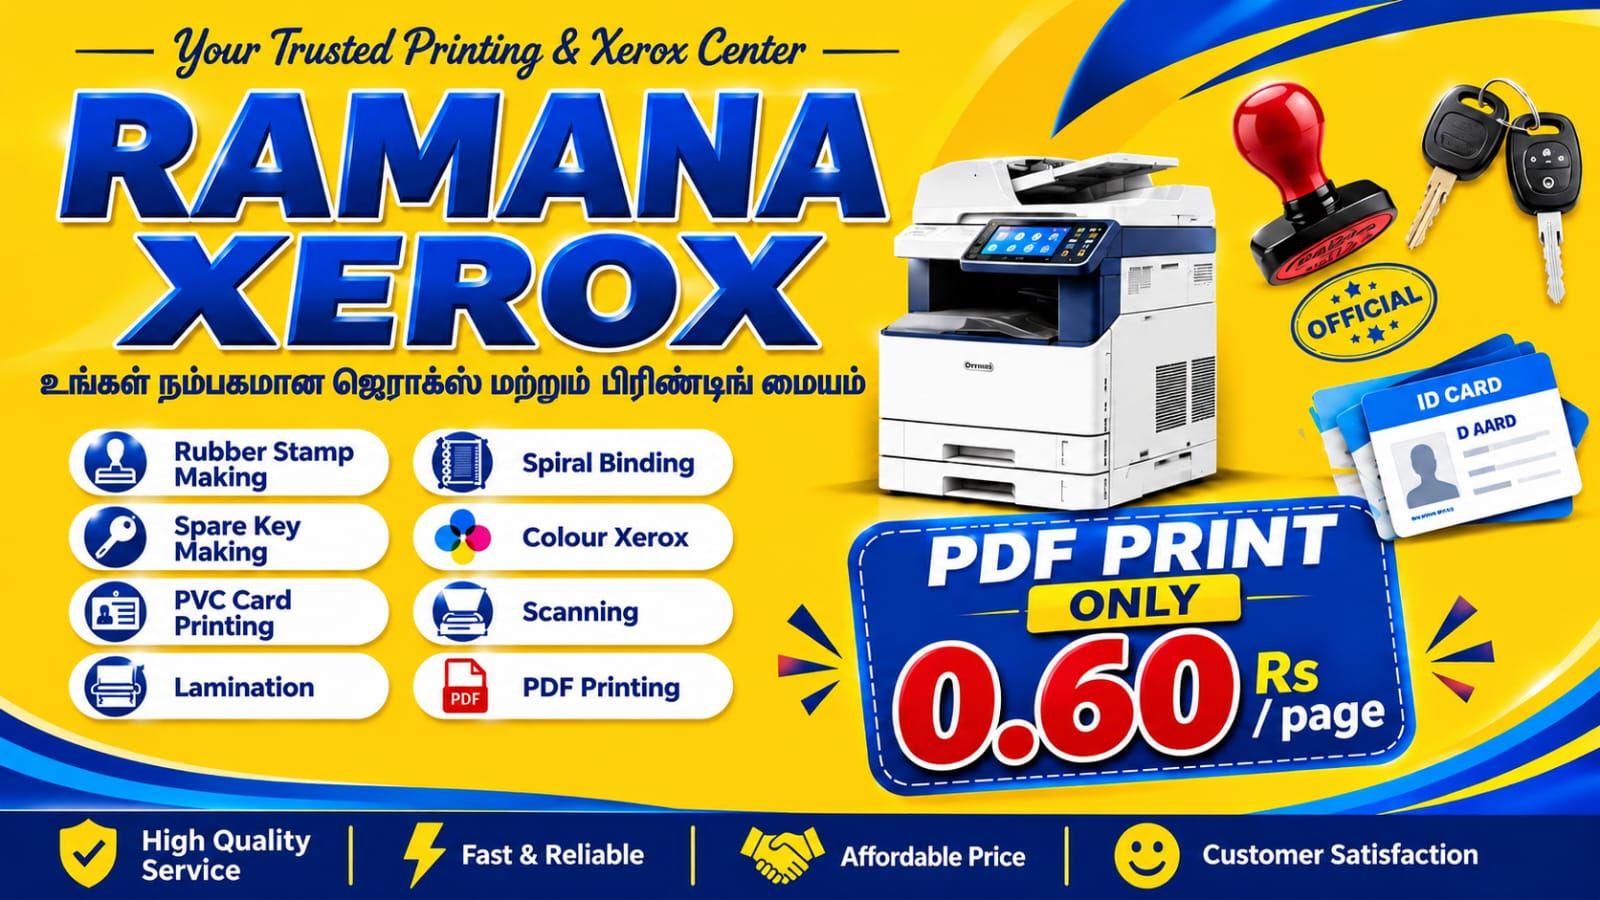 Your Trusted Printing & Xerox Center
RAMANA
XEROX
உங்கள் நம்பகமான ஜெராக்ஸ் மற்றும் பிரிண்டிங் மையம்
Rubber Stamp
Making
Spiral Binding
Spare Key
Making
Colour Xerox
PVC Card
Printing
Scanning
Lamination
PDF
PDF Printing
OFFICIAL
ID CARD
D AARD
PDF PRINT
ONLY
0.60 Rs
/ page
High Quality
Service
Fast & Reliable
Affordable Price
Customer Satisfaction